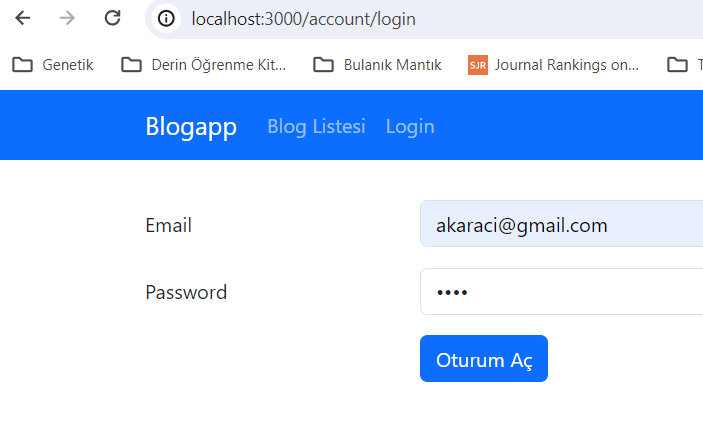 localhost:3000/account/login
Genetik Derin Öğrenme Kit... Bulanık Mantık SJR Journal Rankings on... T
Blogapp Blog Listesi Login
Email akaraci@gmail.com
Password ••••
Oturum Aç